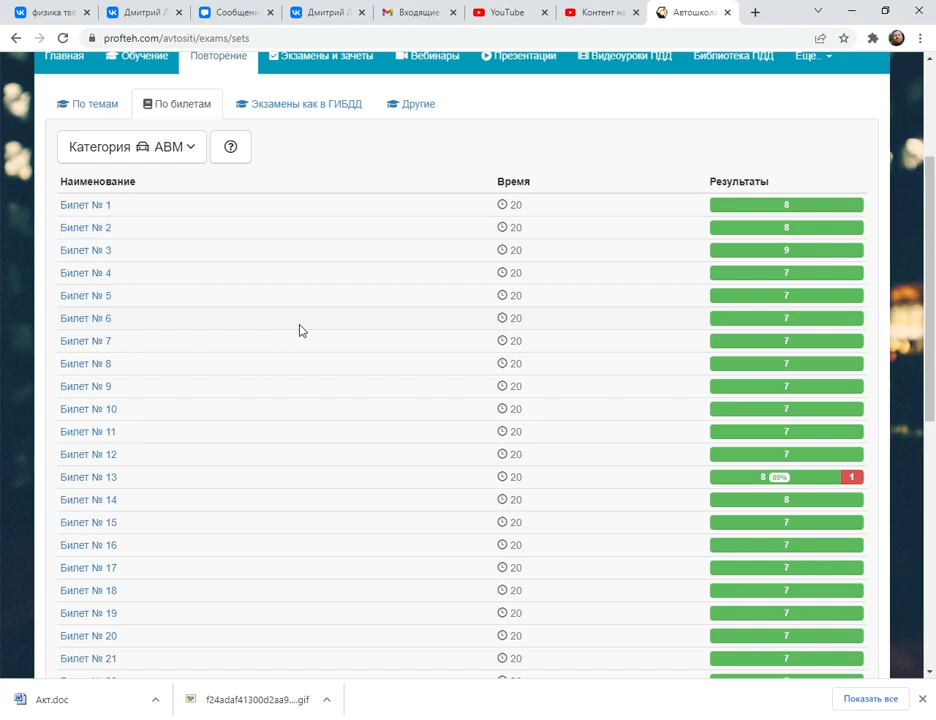 физика твё
Дмитрий Л
Сообщени
Дмитрий Л
Входящие
YouTube
Контент на
Автошкола
profteh.com/avtositi/exams/sets
Главная Обучение Повторение Экзамены и зачеты Вебинары Презентации Видеоуроки ПДД Библиотека ПДД Еще..
По темам По билетам Экзамены как в ГИБДД Другие
Категория АВМ
Наименование Время Результаты
Билет № 1 20 8
Билет № 2 20 8
Билет № 3 20 9
Билет № 4 20 7
Билет № 5 20 7
Билет № 6 20 7
Билет № 7 20 7
Билет № 8 20 7
Билет № 9 20 7
Билет № 10 20 7
Билет № 11 20 7
Билет № 12 20 7
Билет № 13 20 8 89% 1
Билет № 14 20 8
Билет № 15 20 7
Билет № 16 20 7
Билет № 17 20 7
Билет № 18 20 7
Билет № 19 20 7
Билет № 20 20 7
Билет № 21 20 7
Акт.doc f24adaf41300d2aa9....gif Показать все